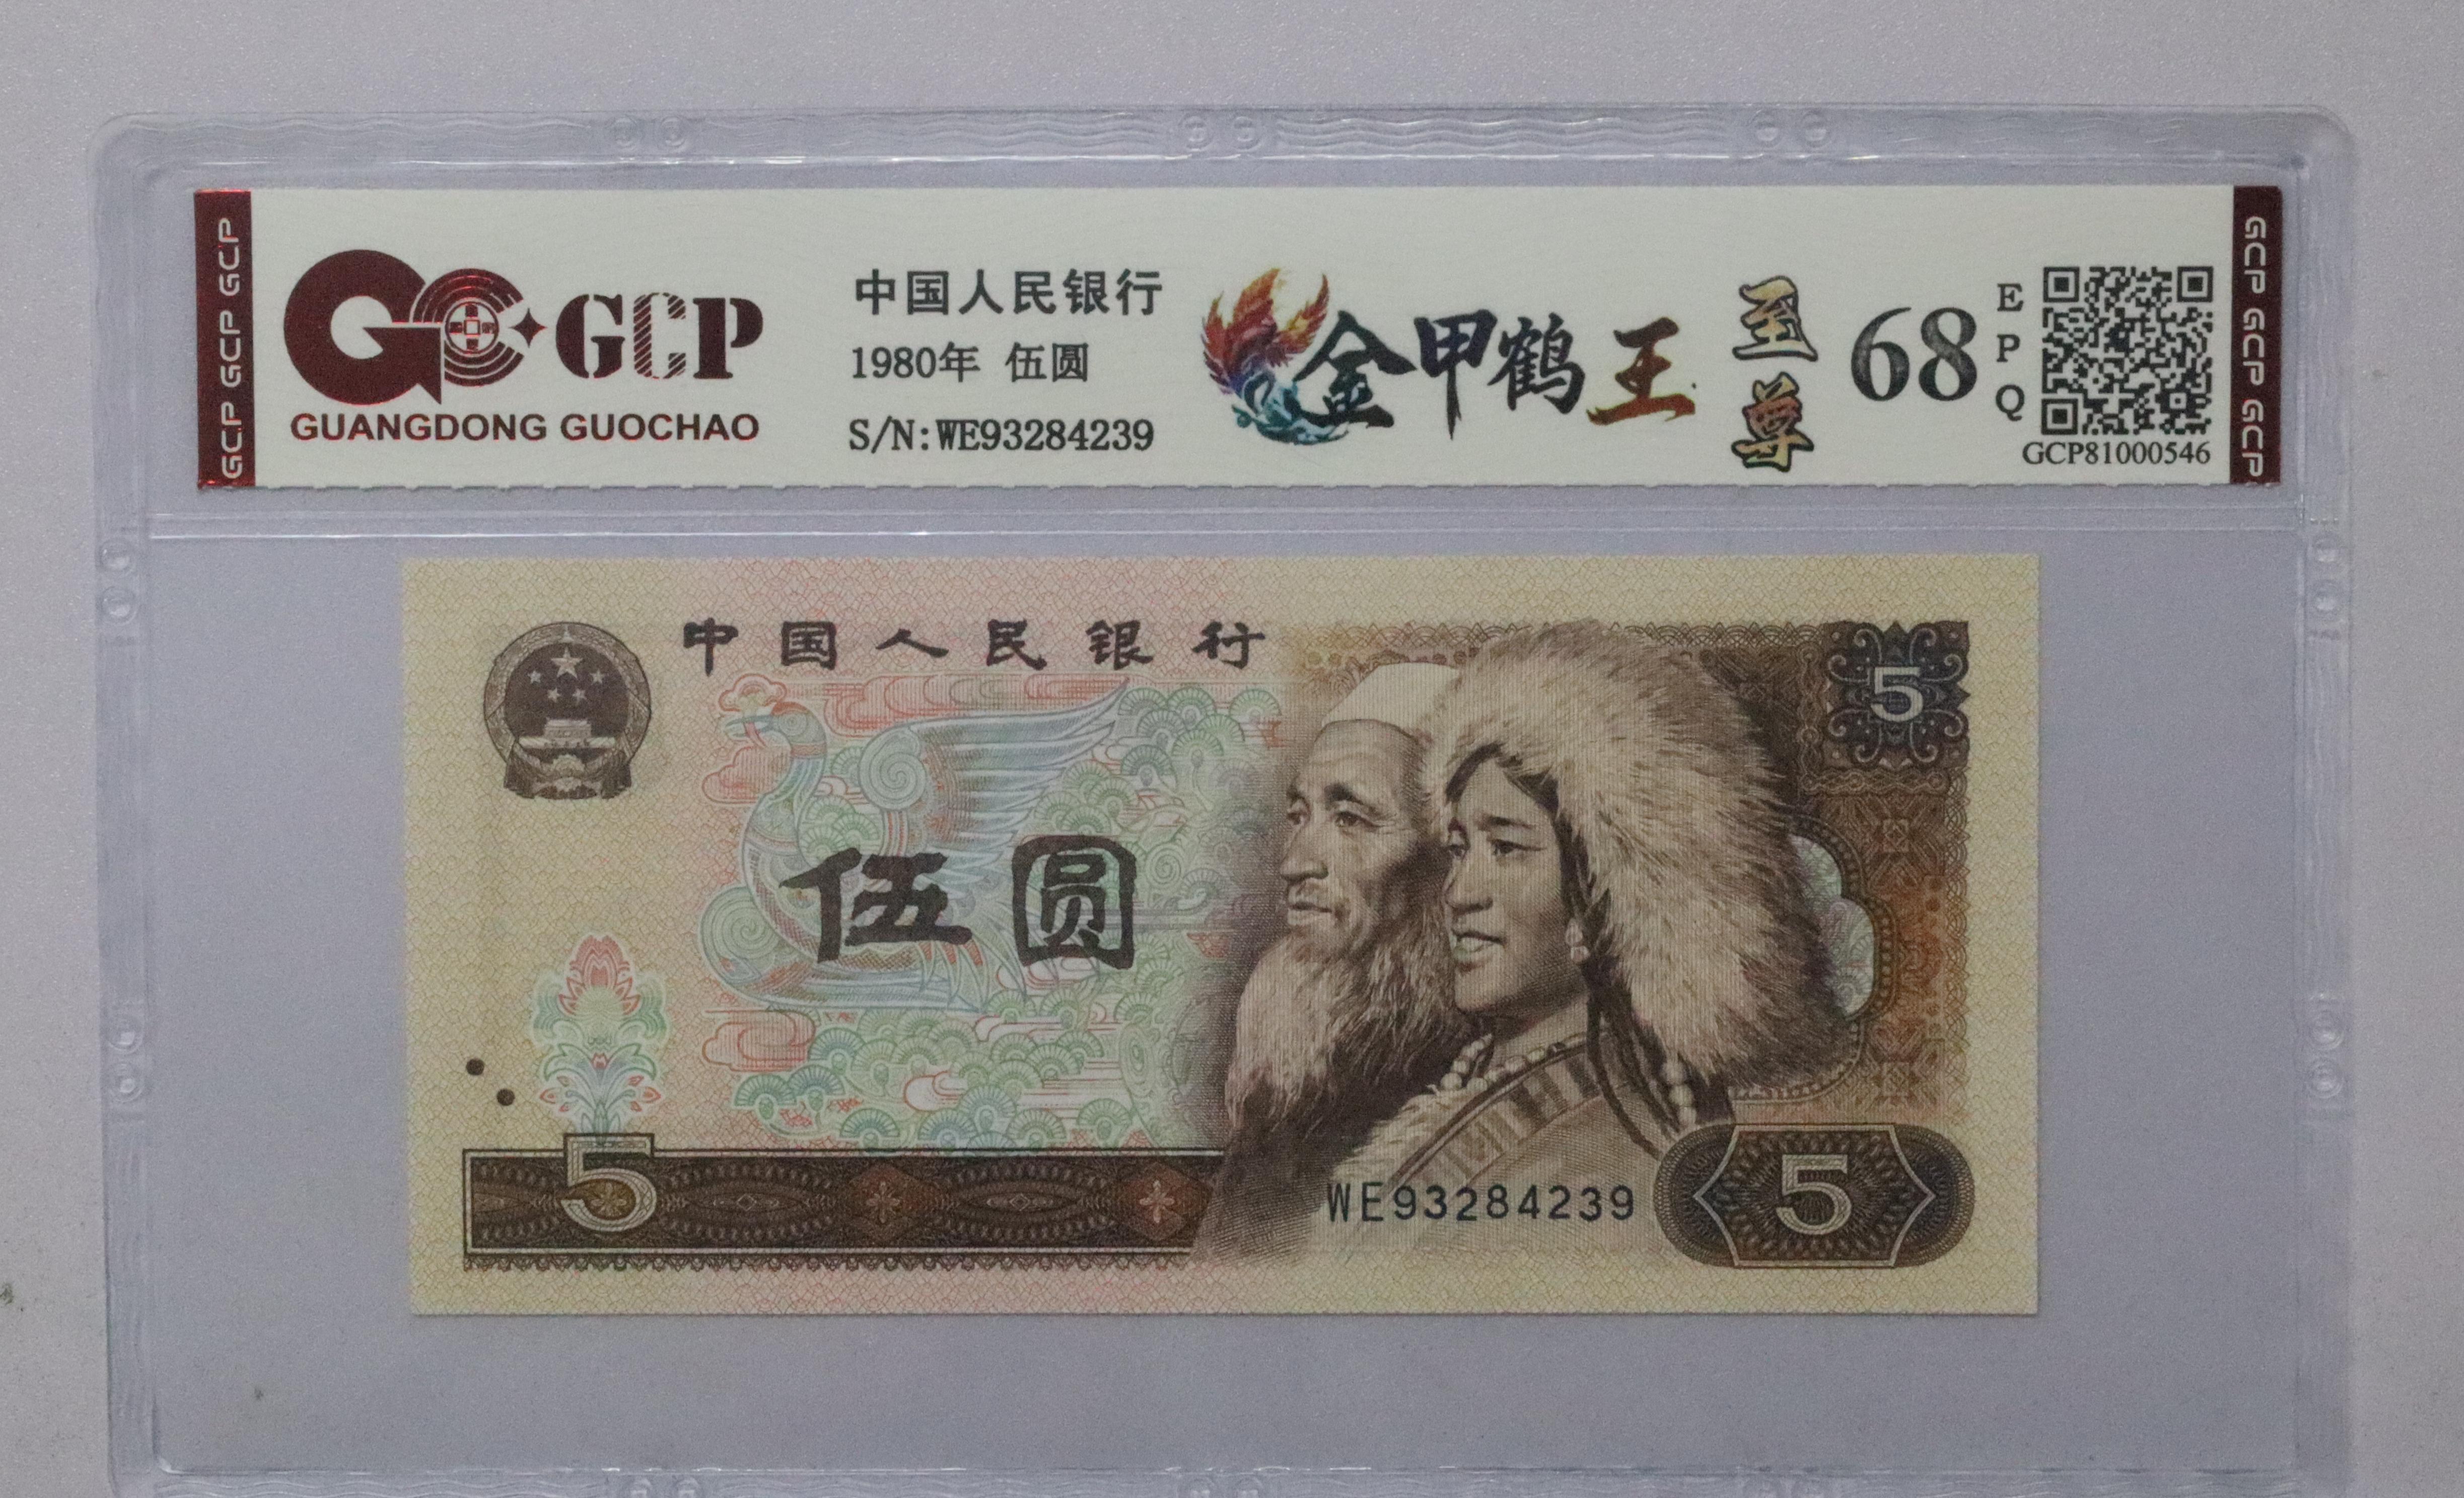 GCP GCP GCP
GCP
GUANGDONG GUOCHAO
中国人民银行
1980年 伍圆
S/N:WE93284239
金甲鹤王
至尊
68
EPQ
GCP81000546
GCP GCP GCP
中国人民银行
5
伍圆
5
WE93284239
5